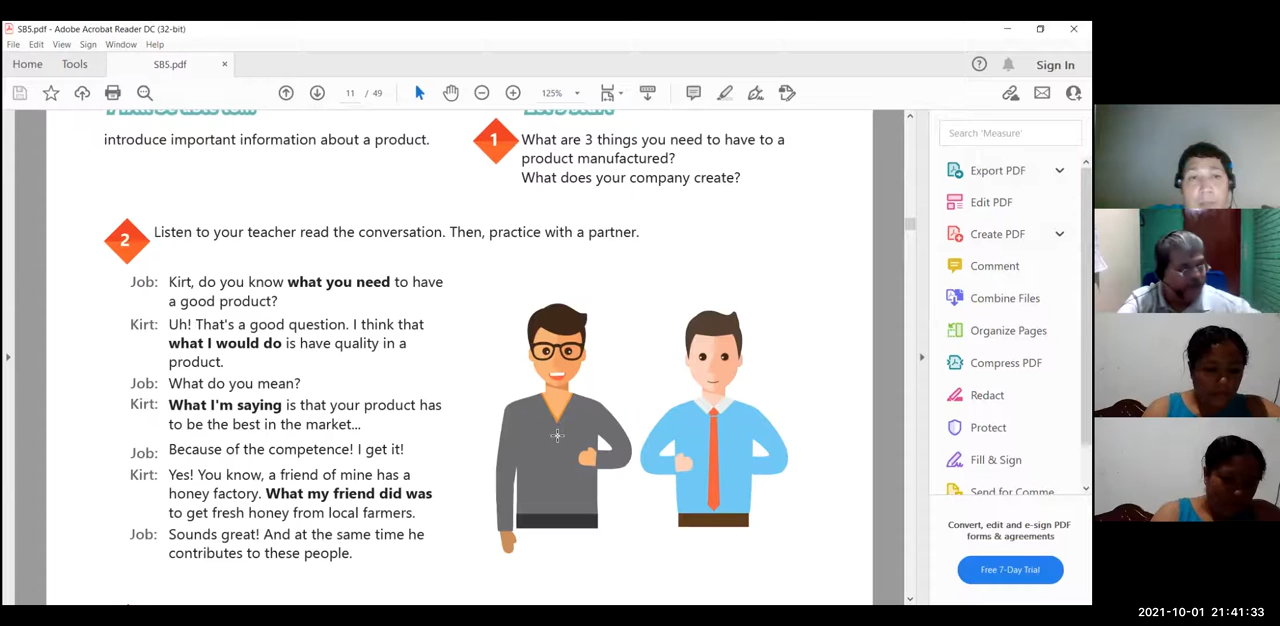 SB5.pdf - Adobe Acrobat Reader DC (32-bit)
File Edit View Sign Window Help
Home Tools SB5.pdf × Sign In
11 / 49 125%
introduce important information about a product.
1 What are 3 things you need to have to a
product manufactured?
What does your company create?
2 Listen to your teacher read the conversation. Then, practice with a partner.
Job: Kirt, do you know what you need to have
a good product?
Kirt: Uh! That's a good question. I think that
what I would do is have quality in a
product.
Job: What do you mean?
Kirt: What I'm saying is that your product has
to be the best in the market...
Job: Because of the competence! I get it!
Kirt: Yes! You know, a friend of mine has a
honey factory. What my friend did was
to get fresh honey from local farmers.
Job: Sounds great! And at the same time he
contributes to these people.
Search 'Measure'
Export PDF
Edit PDF
Create PDF
Comment
Combine Files
Organize Pages
Compress PDF
Redact
Protect
Fill & Sign
Send for Comme
Convert, edit and e-sign PDF
forms & agreements
Free 7-Day Trial
2021-10-01 21:41:33